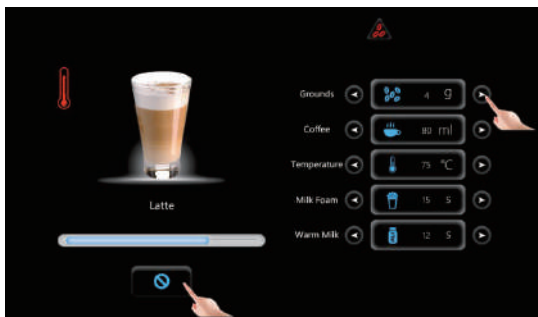 Grounds 4 g
Coffee 80 ml
Temperature 75 °C
Milk Foam 15 S
Warm Milk 12 S
Latte